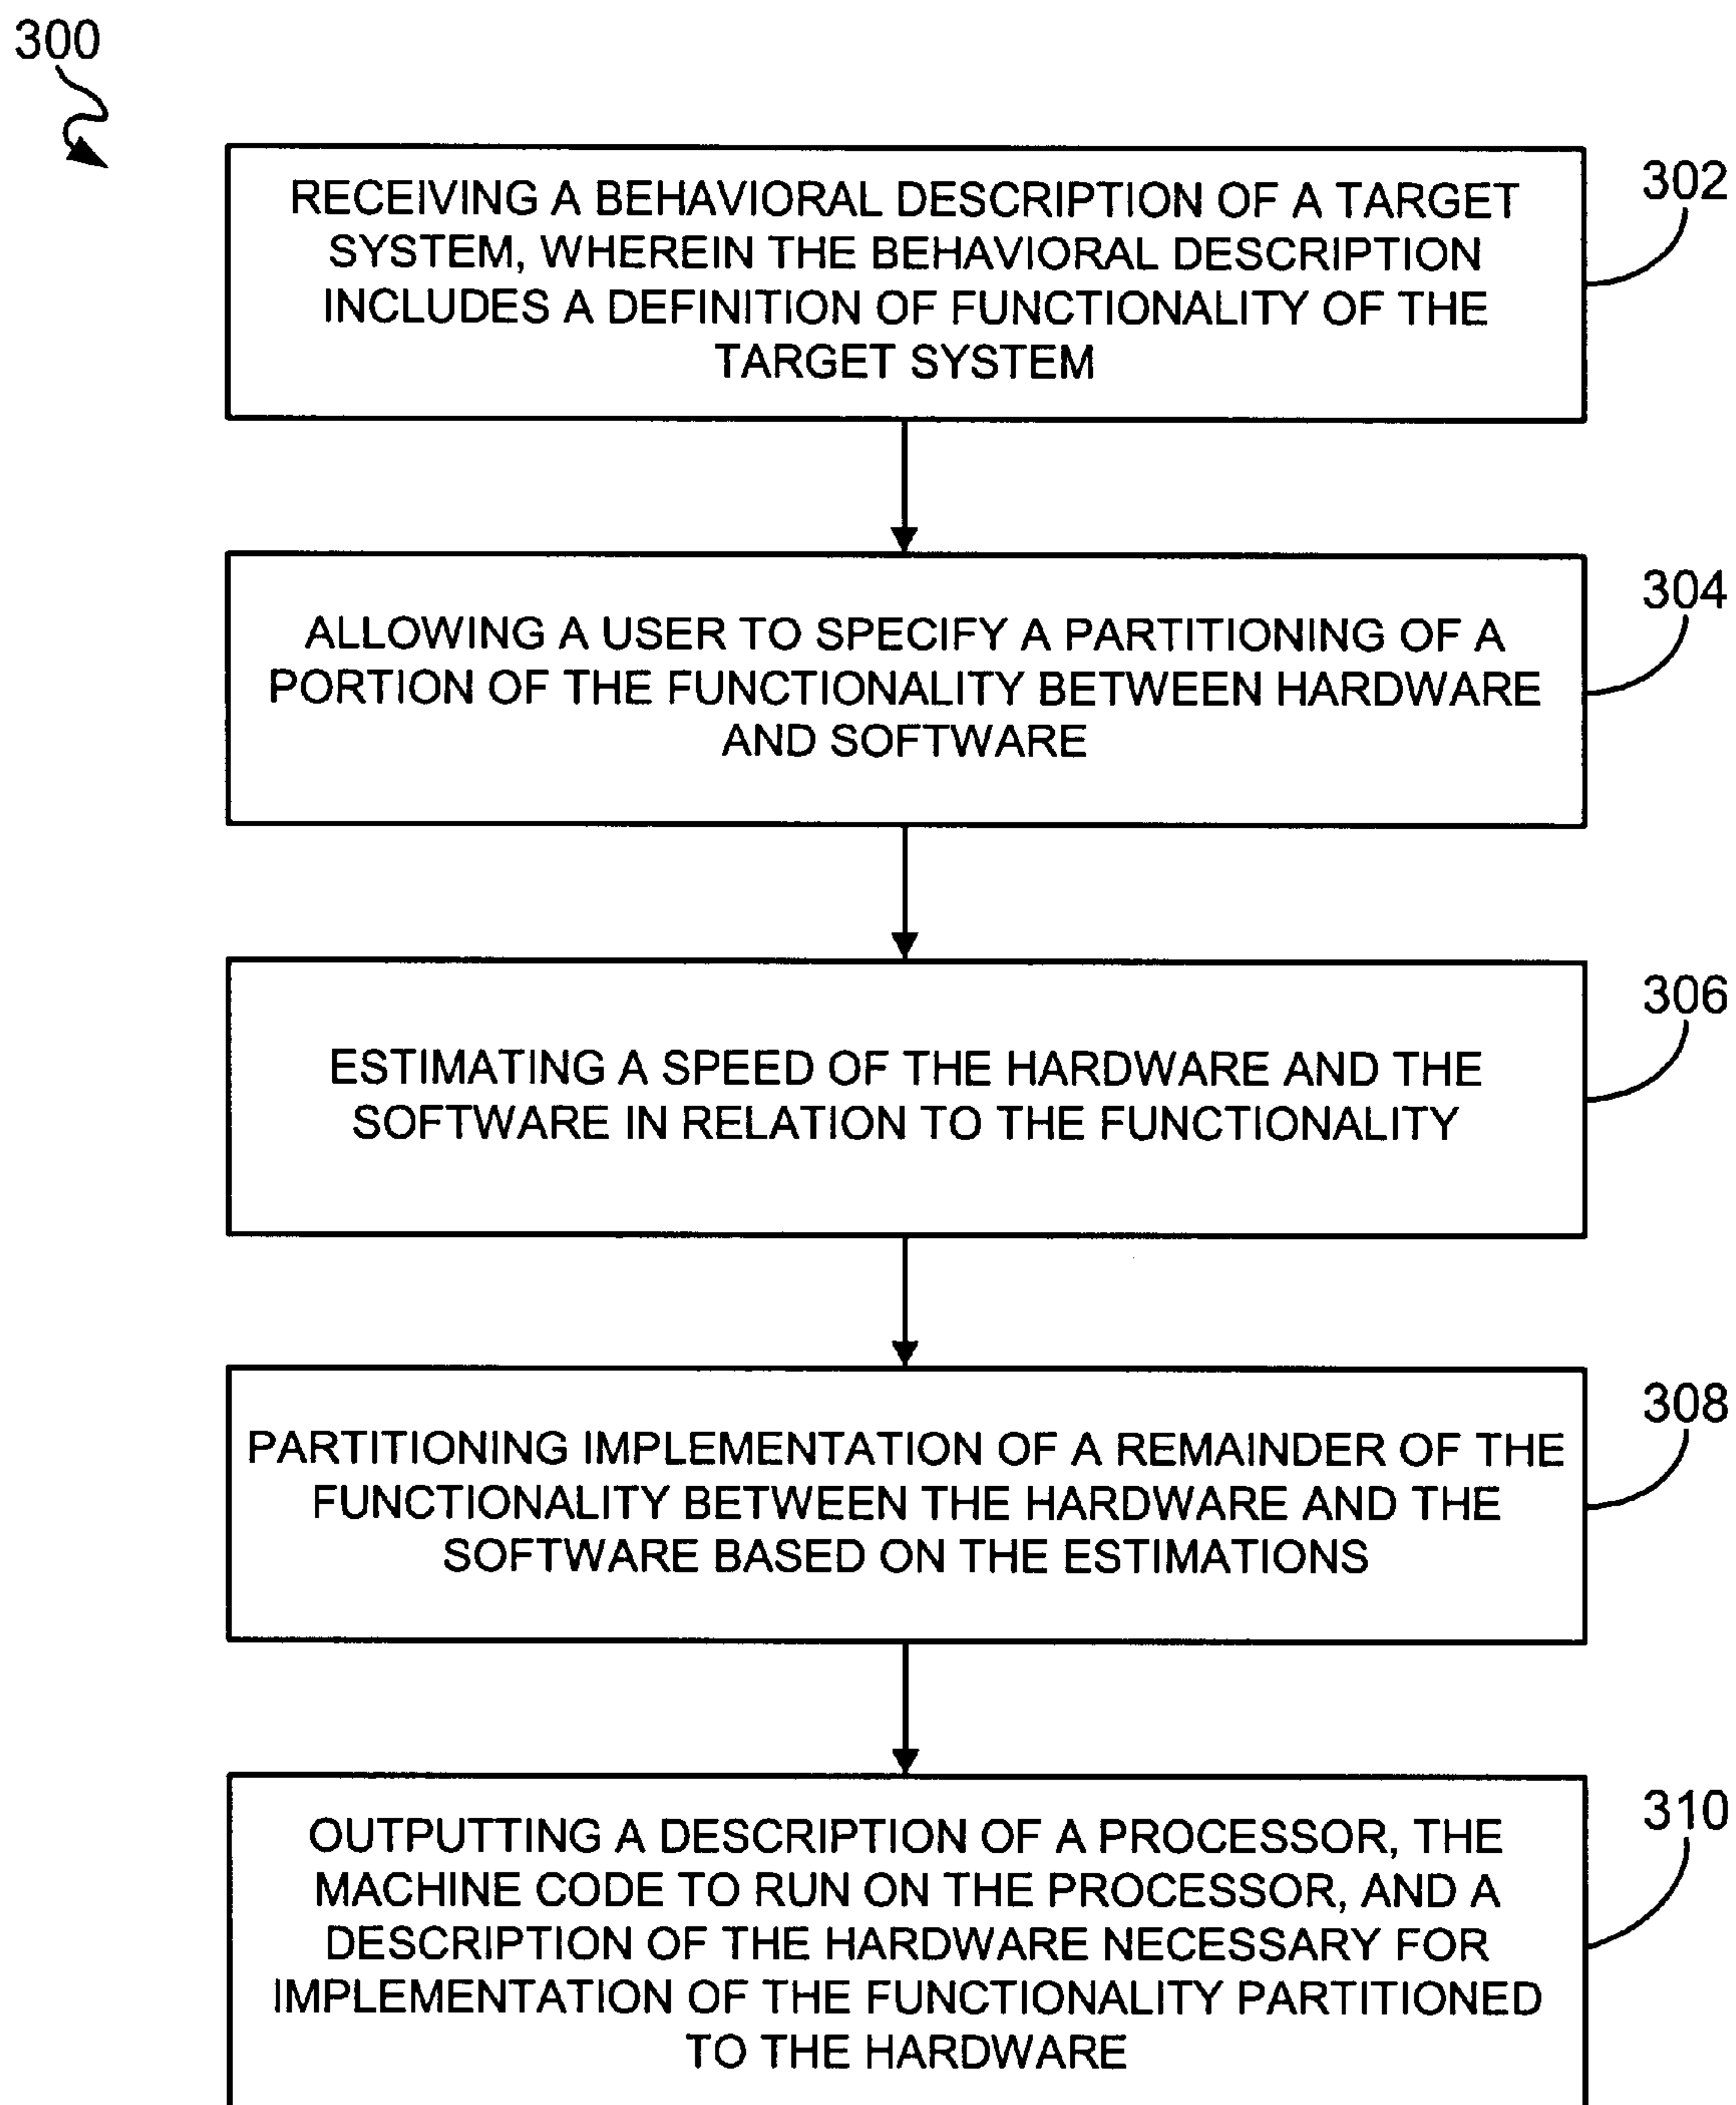 300
302
RECEIVING A BEHAVIORAL DESCRIPTION OF A TARGET
SYSTEM, WHEREIN THE BEHAVIORAL DESCRIPTION
INCLUDES A DEFINITION OF FUNCTIONALITY OF THE
TARGET SYSTEM
304
ALLOWING A USER TO SPECIFY A PARTITIONING OF A
PORTION OF THE FUNCTIONALITY BETWEEN HARDWARE
AND SOFTWARE
306
ESTIMATING A SPEED OF THE HARDWARE AND THE
SOFTWARE IN RELATION TO THE FUNCTIONALITY
308
PARTITIONING IMPLEMENTATION OF A REMAINDER OF THE
FUNCTIONALITY BETWEEN THE HARDWARE AND THE
SOFTWARE BASED ON THE ESTIMATIONS
310
OUTPUTTING A DESCRIPTION OF A PROCESSOR, THE
MACHINE CODE TO RUN ON THE PROCESSOR, AND A
DESCRIPTION OF THE HARDWARE NECESSARY FOR
IMPLEMENTATION OF THE FUNCTIONALITY PARTITIONED
TO THE HARDWARE